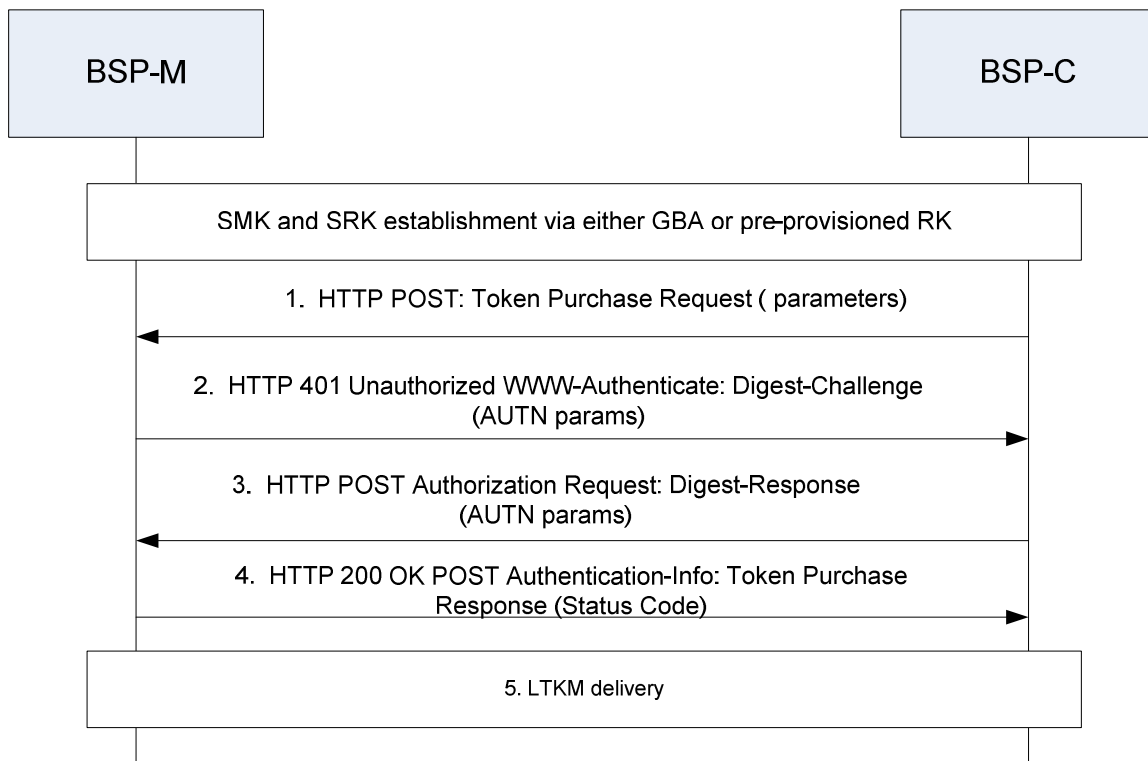 BSP-M
BSP-C
SMK and SRK establishment via either GBA or pre-provisioned RK
1. HTTP POST: Token Purchase Request ( parameters)
2. HTTP 401 Unauthorized WWW-Authenticate: Digest-Challenge
(AUTN params)
3. HTTP POST Authorization Request: Digest-Response
(AUTN params)
4. HTTP 200 OK POST Authentication-Info: Token Purchase
Response (Status Code)
5. LTKM delivery